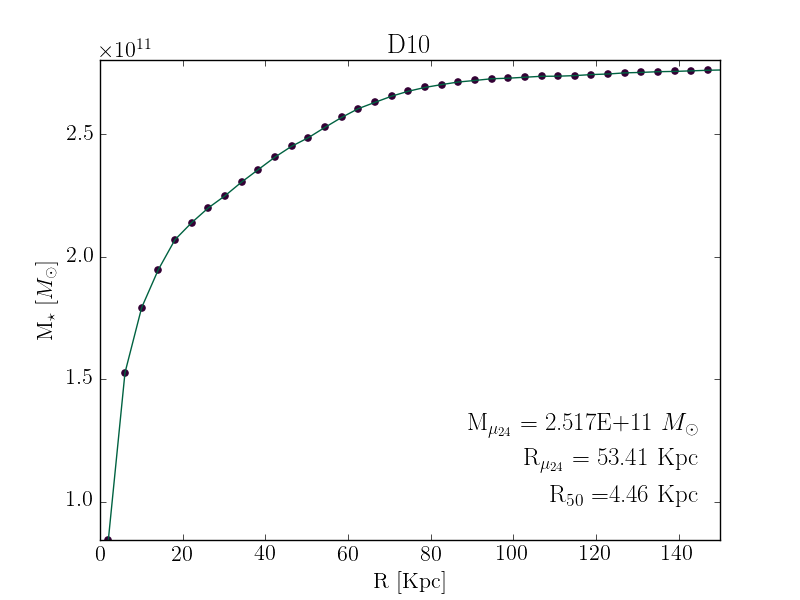 D10
×10¹¹
2.5
2.0
1.5
1.0
M⋆ [M⊙]
M_μ24 = 2.517E+11 M⊙
R_μ24 = 53.41 Kpc
R₅₀ =4.46 Kpc
0 20 40 60 80 100 120 140
R [Kpc]